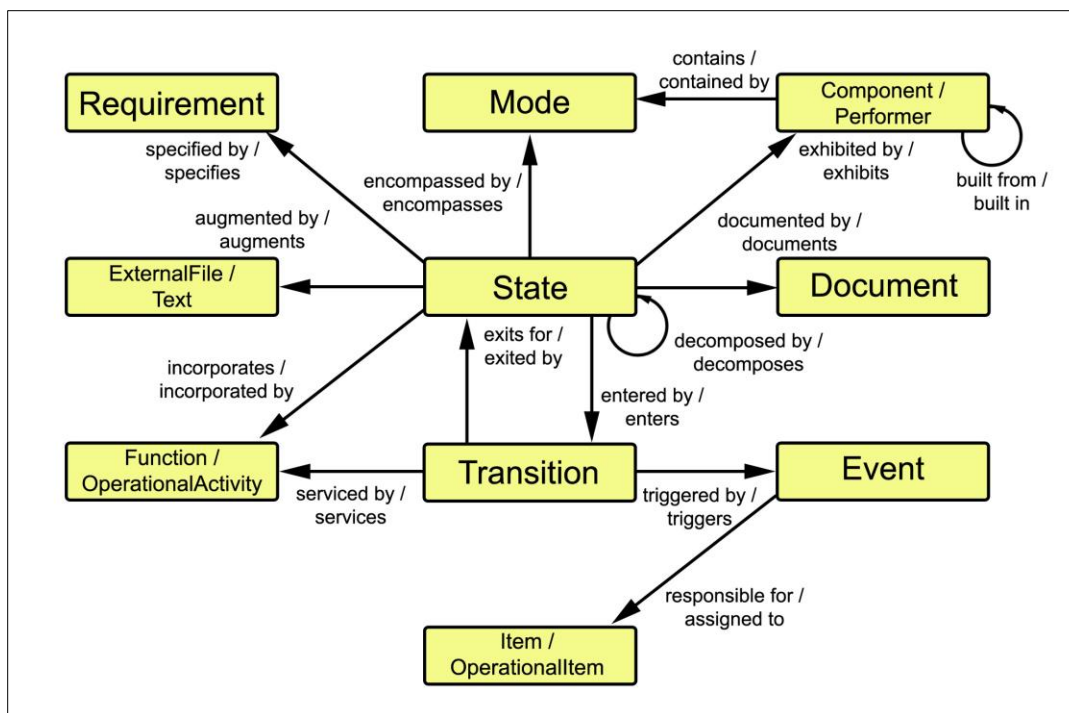 contains /
contained by
Requirement
Mode
Component /
Performer
specified by /
specifies
encompassed by /
encompasses
exhibited by /
exhibits
built from /
built in
augmented by /
augments
documented by /
documents
ExternalFile /
Text
State
Document
exits for /
exited by
decomposed by /
decomposes
incorporates /
incorporated by
entered by /
enters
Function /
OperationalActivity
Transition
Event
serviced by /
services
triggered by /
triggers
responsible for /
assigned to
Item /
OperationalItem